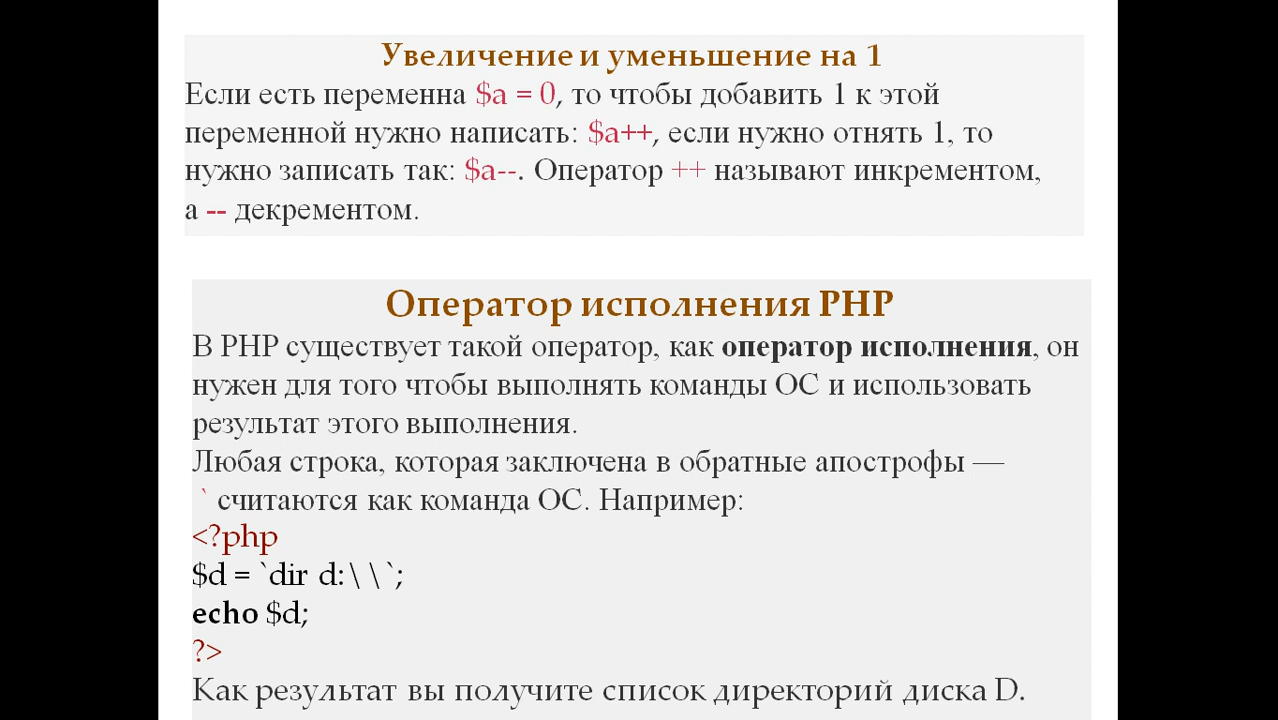 Увеличение и уменьшение на 1
Если есть переменна $a = 0, то чтобы добавить 1 к этой
переменной нужно написать: $a++, если нужно отнять 1, то
нужно записать так: $a--. Оператор ++ называют инкрементом,
а -- декрементом.
Оператор исполнения PHP
В PHP существует такой оператор, как оператор исполнения, он
нужен для того чтобы выполнять команды ОС и использовать
результат этого выполнения.
Любая строка, которая заключена в обратные апострофы —
` считаются как команда ОС. Например:
<?php
$d = `dir d:\\`;
echo $d;
?>
Как результат вы получите список директорий диска D.